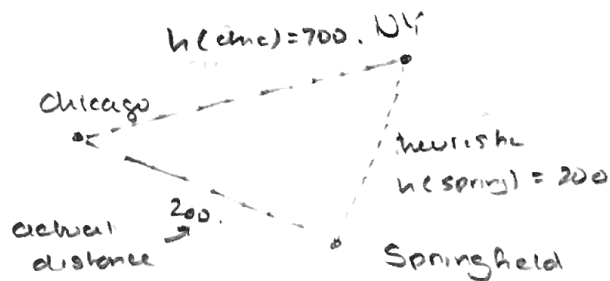 h(chic)=700. NY
Chicago
heuristic
h(spring) = 200
200.
actual
distance
Springfield